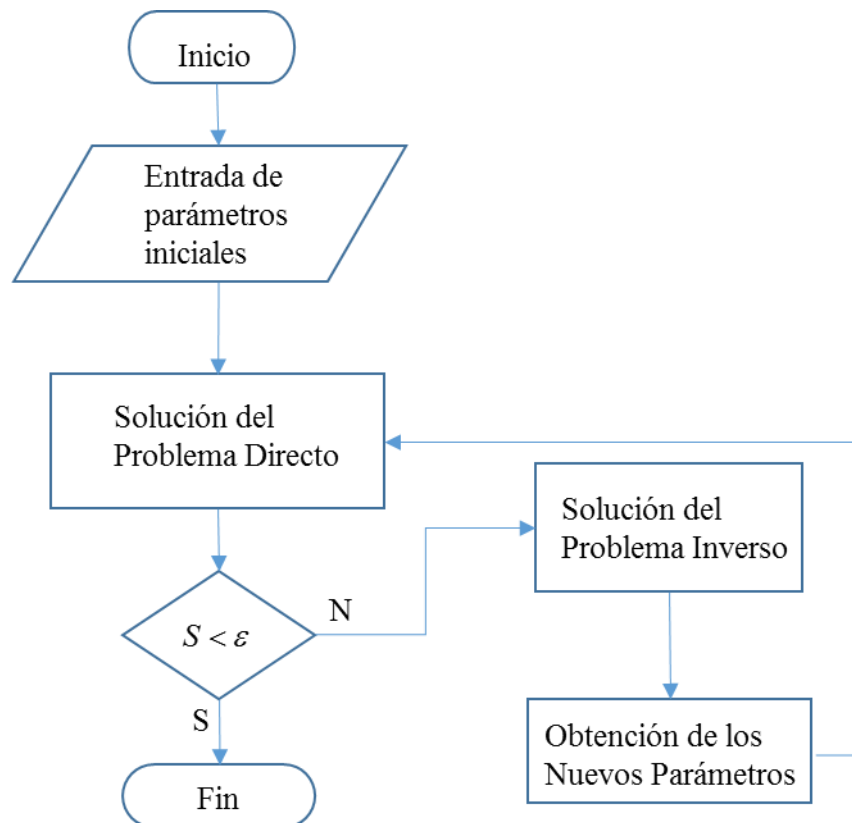 Inicio
Entrada de
parámetros
iniciales
Solución del
Problema Directo
S < ε
N
S
Fin
Solución del
Problema Inverso
Obtención de los
Nuevos Parámetros